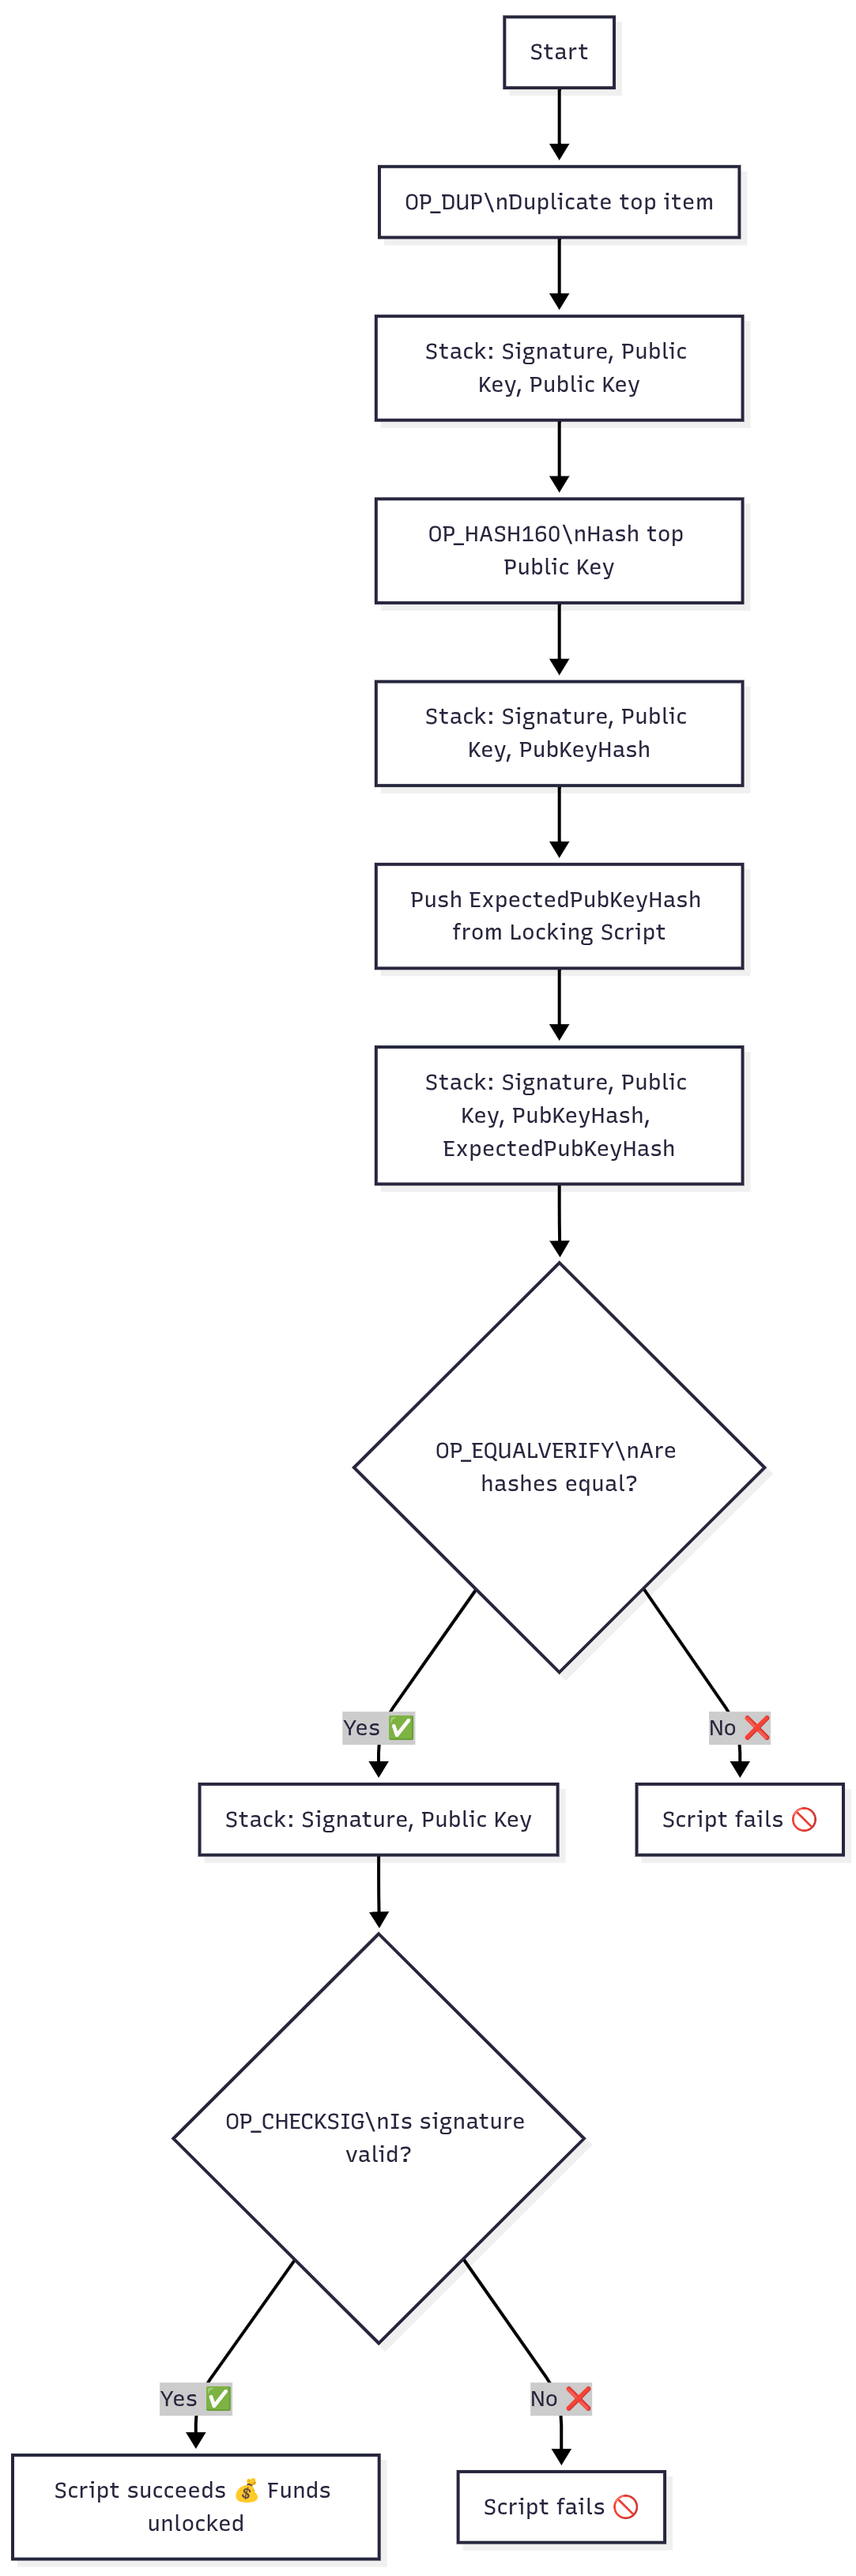 Start
OP_DUP\nDuplicate top item
Stack: Signature, Public
Key, Public Key
OP_HASH160\nHash top
Public Key
Stack: Signature, Public
Key, PubKeyHash
Push ExpectedPubKeyHash
from Locking Script
Stack: Signature, Public
Key, PubKeyHash,
ExpectedPubKeyHash
OP_EQUALVERIFY\nAre
hashes equal?
Yes ✅
No ❌
Stack: Signature, Public Key
Script fails 🚫
OP_CHECKSIG\nIs signature
valid?
Yes ✅
No ❌
Script succeeds 💰 Funds
unlocked
Script fails 🚫